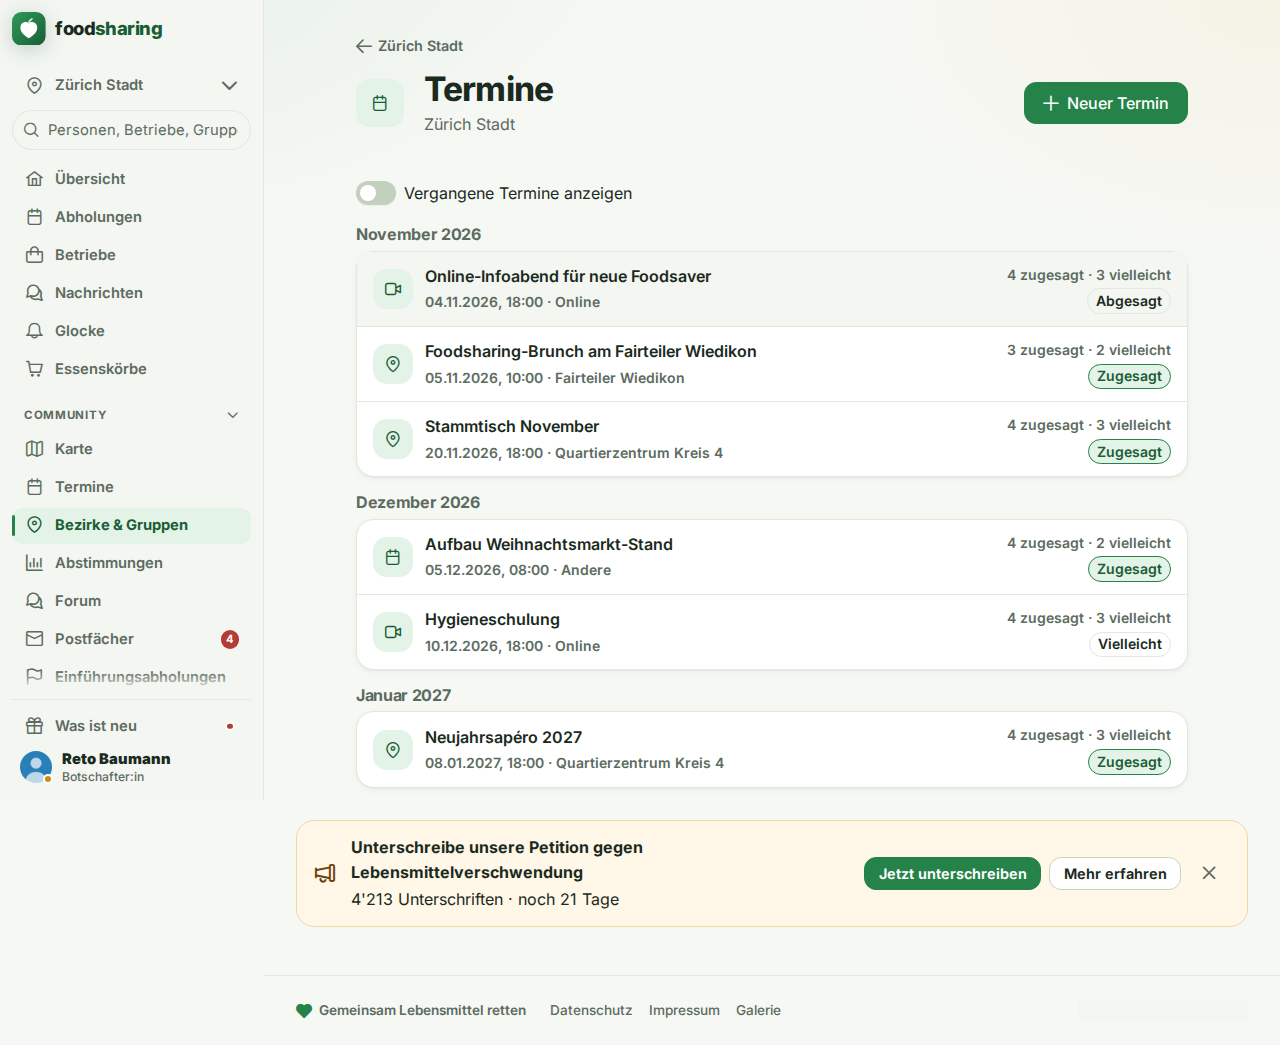 foodsharing
Zürich Stadt
Personen, Betriebe, Grupp
Übersicht
Abholungen
Betriebe
Nachrichten
Glocke
Essenskörbe
COMMUNITY
Karte
Termine
Bezirke & Gruppen
Abstimmungen
Forum
Postfächer 4
Einführungsabholungen
Was ist neu
Reto Baumann
Botschafter:in
Zürich Stadt
Termine
Zürich Stadt
Neuer Termin
Vergangene Termine anzeigen
November 2026
Online-Infoabend für neue Foodsaver
04.11.2026, 18:00 · Online
4 zugesagt · 3 vielleicht
Abgesagt
Foodsharing-Brunch am Fairteiler Wiedikon
05.11.2026, 10:00 · Fairteiler Wiedikon
3 zugesagt · 2 vielleicht
Zugesagt
Stammtisch November
20.11.2026, 18:00 · Quartierzentrum Kreis 4
4 zugesagt · 3 vielleicht
Zugesagt
Dezember 2026
Aufbau Weihnachtsmarkt-Stand
05.12.2026, 08:00 · Andere
4 zugesagt · 2 vielleicht
Zugesagt
Hygieneschulung
10.12.2026, 18:00 · Online
4 zugesagt · 3 vielleicht
Vielleicht
Januar 2027
Neujahrsapéro 2027
08.01.2027, 18:00 · Quartierzentrum Kreis 4
4 zugesagt · 3 vielleicht
Zugesagt
Unterschreibe unsere Petition gegen
Lebensmittelverschwendung
4'213 Unterschriften · noch 21 Tage
Jetzt unterschreiben
Mehr erfahren
Gemeinsam Lebensmittel retten
Datenschutz
Impressum
Galerie